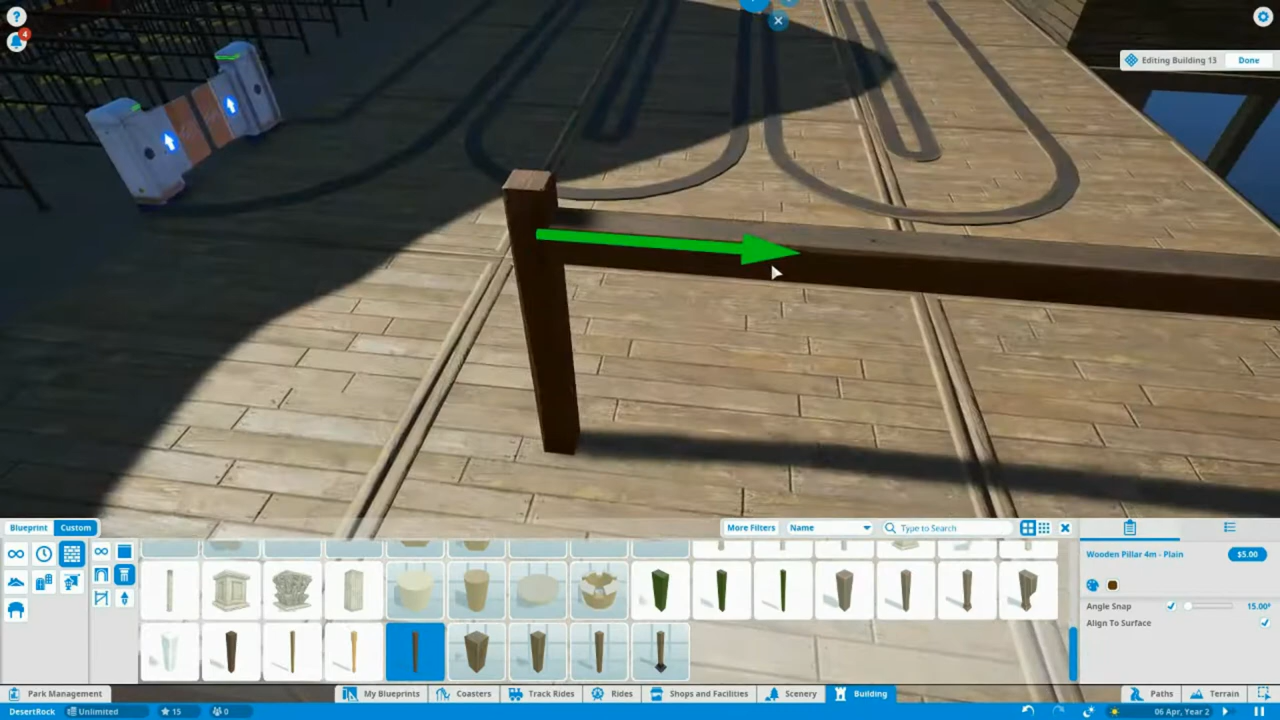 ?
4
Editing Building 13
Done
Blueprint
Custom
More Filters
Name
Type to Search
Wooden Pillar 4m - Plain
$5.00
Angle Snap
15.00°
Align To Surface
Park Management
My Blueprints
Coasters
Track Rides
Rides
Shops and Facilities
Scenery
Building
Paths
Terrain
DesertRock
Unlimited
15
0
06 Apr, Year 2